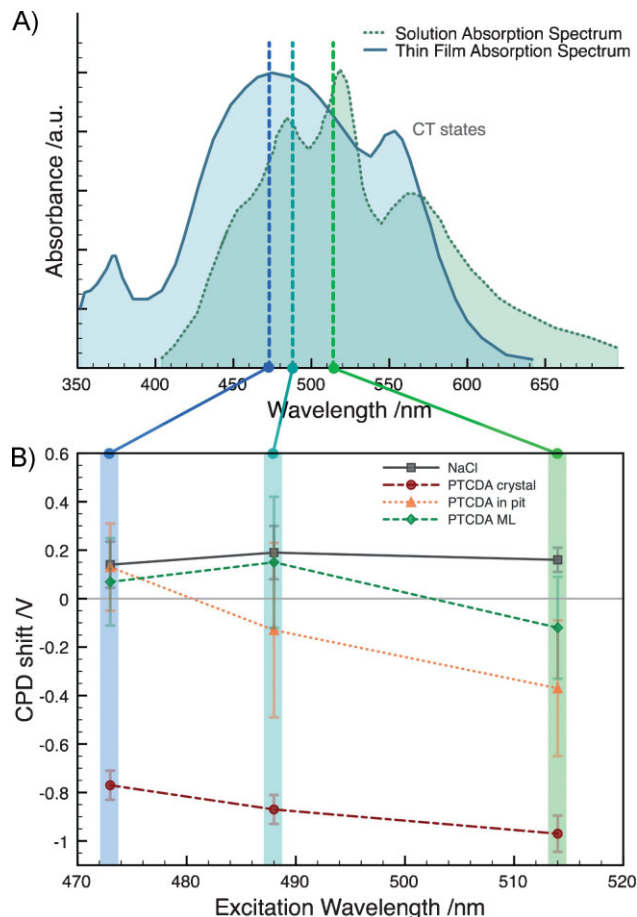 A)
Solution Absorption Spectrum
Thin Film Absorption Spectrum
CT states
Absorbance /a.u.
350 400 450 500 550 600 650
Wavelength /nm
B)
0.6
0.4
0.2
0
-0.2
-0.4
-0.6
-0.8
-1
NaCl
PTCDA crystal
PTCDA in pit
PTCDA ML
CPD shift /V
470 480 490 500 510 520
Excitation Wavelength /nm